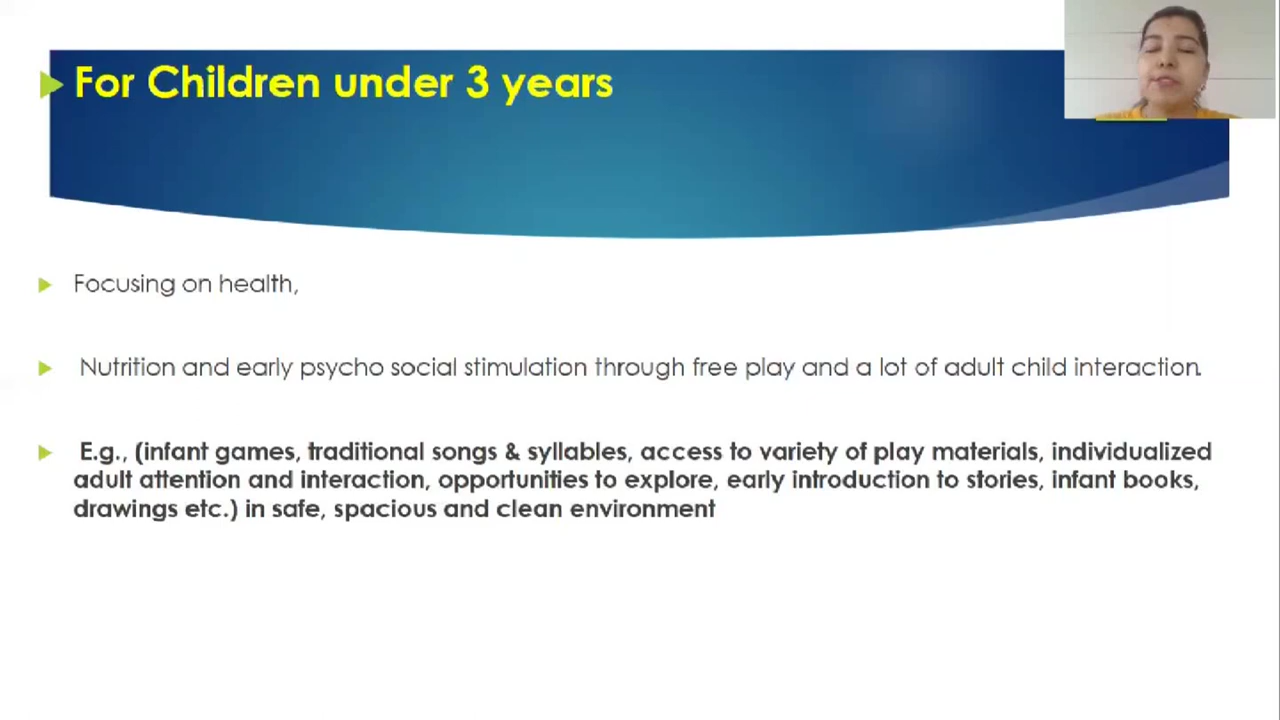 For Children under 3 years
Focusing on health,
Nutrition and early psycho social stimulation through free play and a lot of adult child interaction.
E.g., (infant games, traditional songs & syllables, access to variety of play materials, individualized
adult attention and interaction, opportunities to explore, early introduction to stories, infant books,
drawings etc.) in safe, spacious and clean environment